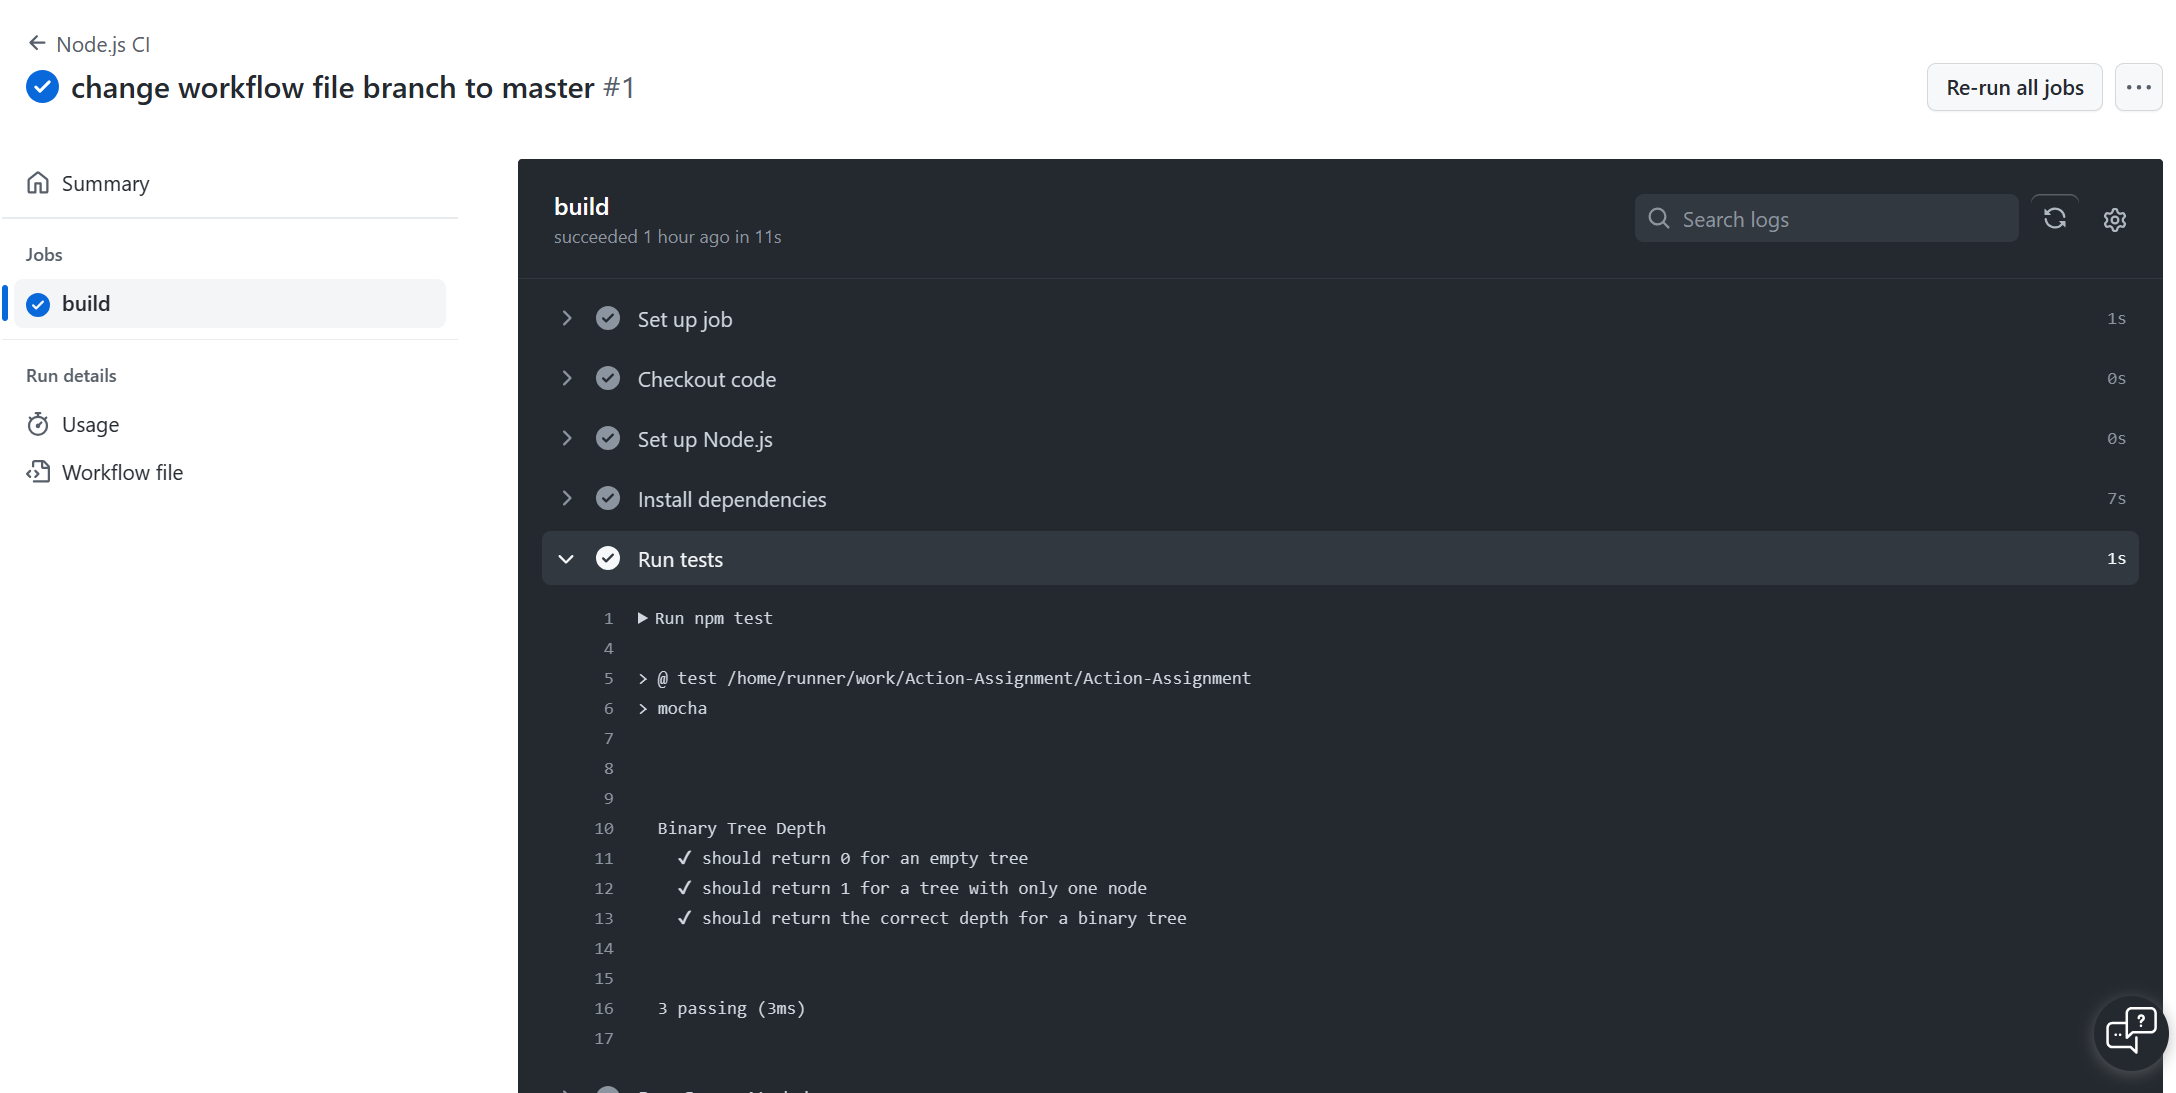 Node.js CI
change workflow file branch to master #1
Re-run all jobs
Summary
Jobs
build
Run details
Usage
Workflow file
build
succeeded 1 hour ago in 11s
Search logs
Set up job 1s
Checkout code 0s
Set up Node.js 0s
Install dependencies 7s
Run tests 1s
1 Run npm test
4
5 > @ test /home/runner/work/Action-Assignment/Action-Assignment
6 > mocha
7
8
9
10 Binary Tree Depth
11 ✓ should return 0 for an empty tree
12 ✓ should return 1 for a tree with only one node
13 ✓ should return the correct depth for a binary tree
14
15
16 3 passing (3ms)
17